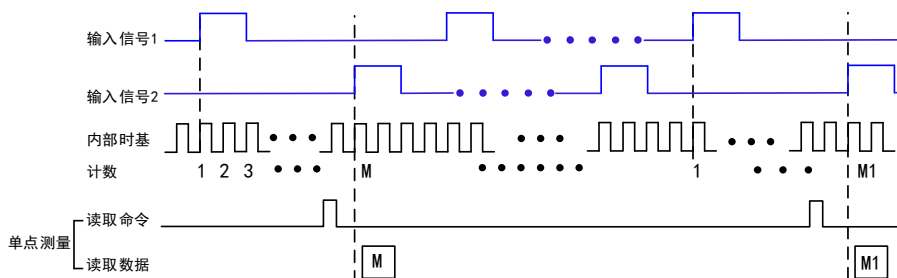 输入信号1
输入信号2
内部时基
计数 1 2 3 M 1 M1
单点测量
读取命令
读取数据 M M1